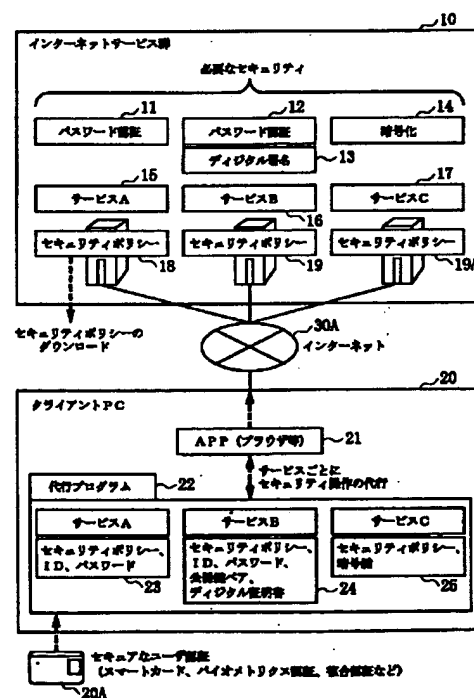 10
インターネットサービス群
必要なセキュリティ
11
12
14
パスワード認証
パスワード認証
暗号化
ディジタル署名
13
15
17
サービスA
サービスB
サービスC
16
セキュリティポリシー
セキュリティポリシー
セキュリティポリシー
18
19
19A
セキュリティポリシーの
ダウンロード
30A
インターネット
20
クライアントPC
APP(ブラウザ等)
21
サービスごとに
セキュリティ操作の代行
代行プログラム
22
サービスA
サービスB
サービスC
セキュリティポリシー、
ID、パスワード
セキュリティポリシー、
ID、パスワード、
公開鍵ペア、
ディジタル証明書
セキュリティポリシー、
暗号鍵
23
24
25
セキュアなユーザ認証
(スマートカード、バイオメトリクス認証、複合認証など)
20A